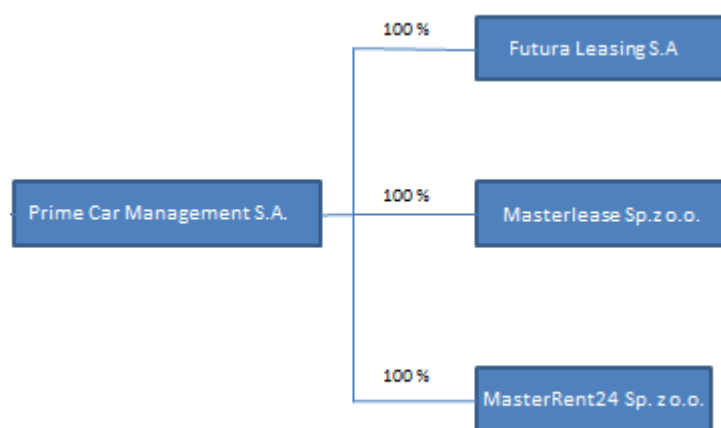 100 %
Futura Leasing S.A
Prime Car Management S.A.
100 %
Masterlease Sp.z o.o.
100 %
MasterRent24 Sp. z o.o.